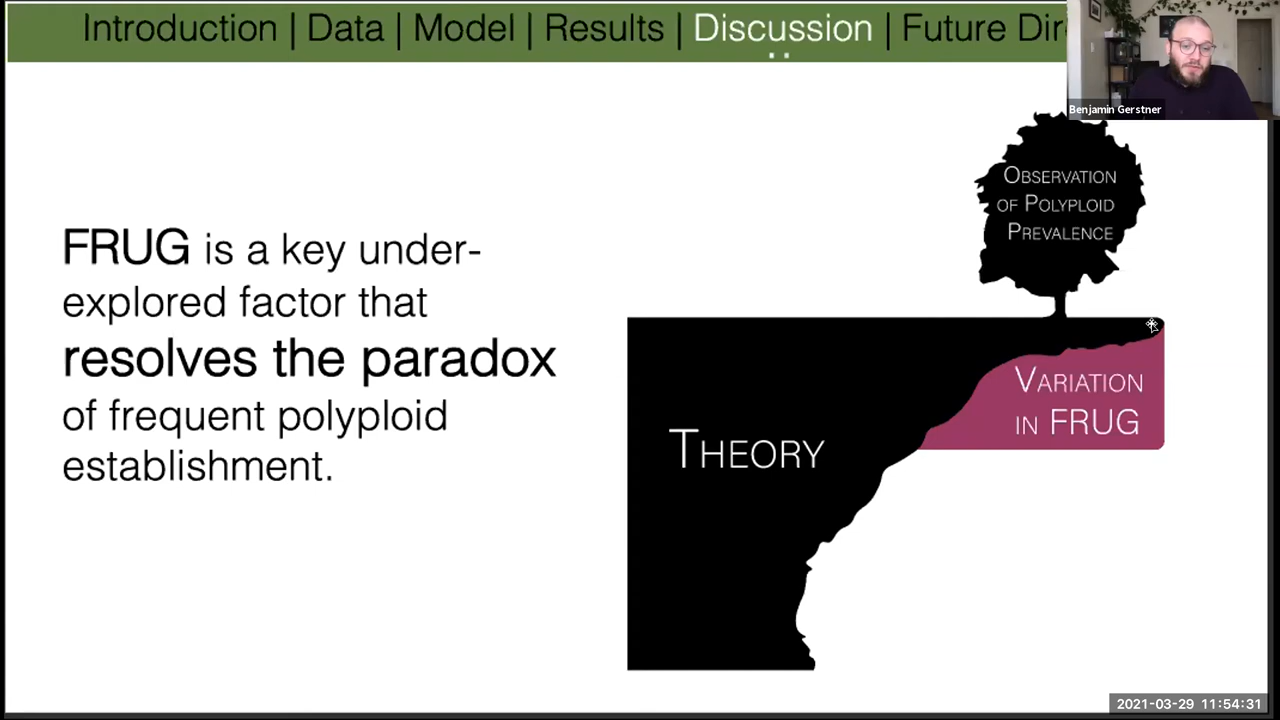 Introduction | Data | Model | Results | Discussion | Future Dir
Benjamin Gerstner
OBSERVATION
OF POLYPLOID
PREVALENCE
FRUG is a key under-
explored factor that
resolves the paradox
of frequent polyploid
establishment.
VARIATION
IN FRUG
THEORY
2021-03-29 11:54:31